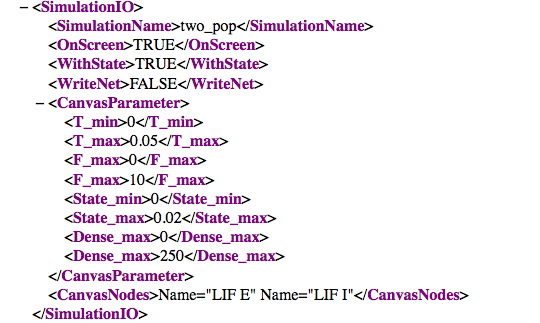 − <SimulationIO>
<SimulationName>two_pop</SimulationName>
<OnScreen>TRUE</OnScreen>
<WithState>TRUE</WithState>
<WriteNet>FALSE</WriteNet>
− <CanvasParameter>
<T_min>0</T_min>
<T_max>0.05</T_max>
<F_max>0</F_max>
<F_max>10</F_max>
<State_min>0</State_min>
<State_max>0.02</State_max>
<Dense_max>0</Dense_max>
<Dense_max>250</Dense_max>
</CanvasParameter>
<CanvasNodes>Name="LIF E" Name="LIF I"</CanvasNodes>
</SimulationIO>